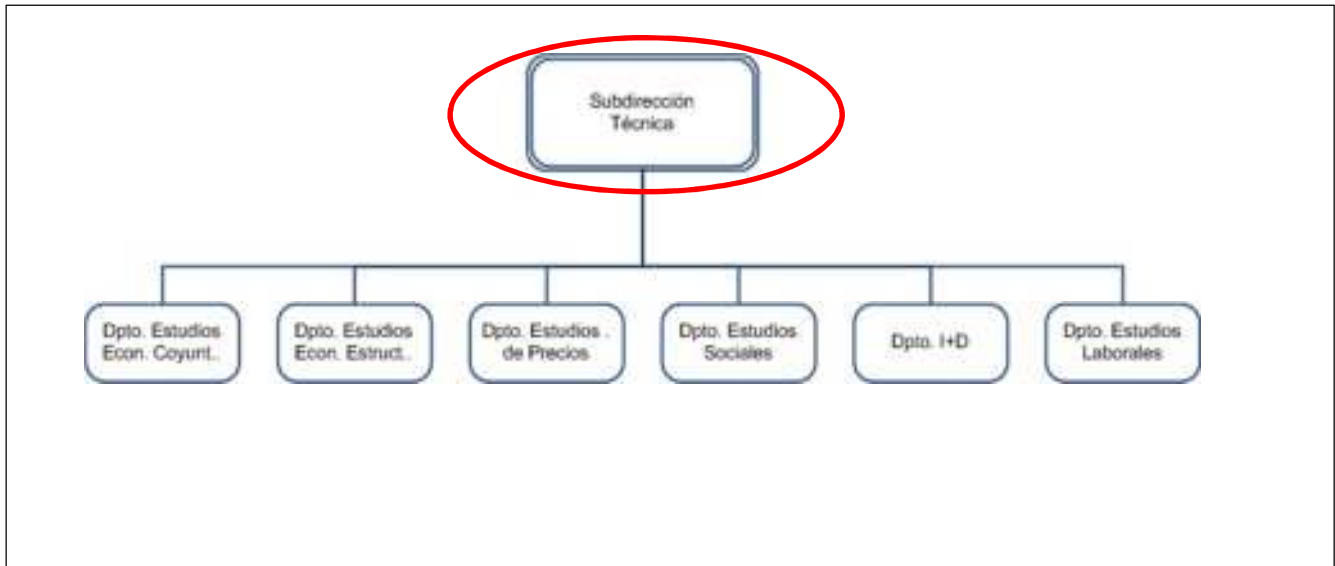 Subdirección
Técnica
Dpto. Estudios
Econ. Coyunt..
Dpto. Estudios
Econ. Estruct..
Dpto. Estudios .
de Precios
Dpto. Estudios
Sociales
Dpto. I+D
Dpto. Estudios
Laborales